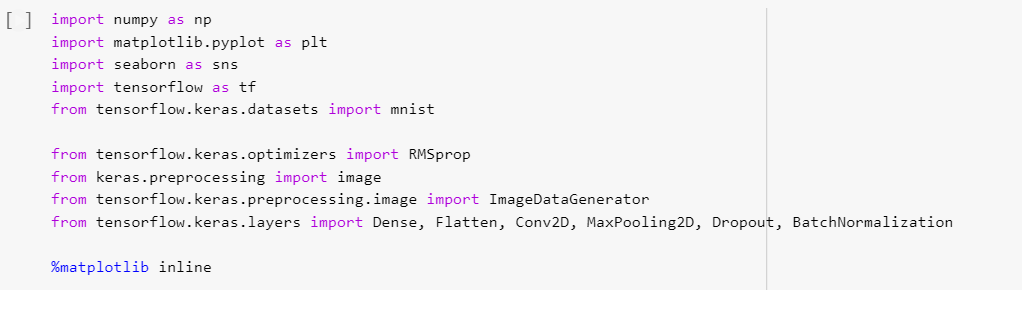 [ ] import numpy as np
import matplotlib.pyplot as plt
import seaborn as sns
import tensorflow as tf
from tensorflow.keras.datasets import mnist
from tensorflow.keras.optimizers import RMSprop
from keras.preprocessing import image
from tensorflow.keras.preprocessing.image import ImageDataGenerator
from tensorflow.keras.layers import Dense, Flatten, Conv2D, MaxPooling2D, Dropout, BatchNormalization
%matplotlib inline